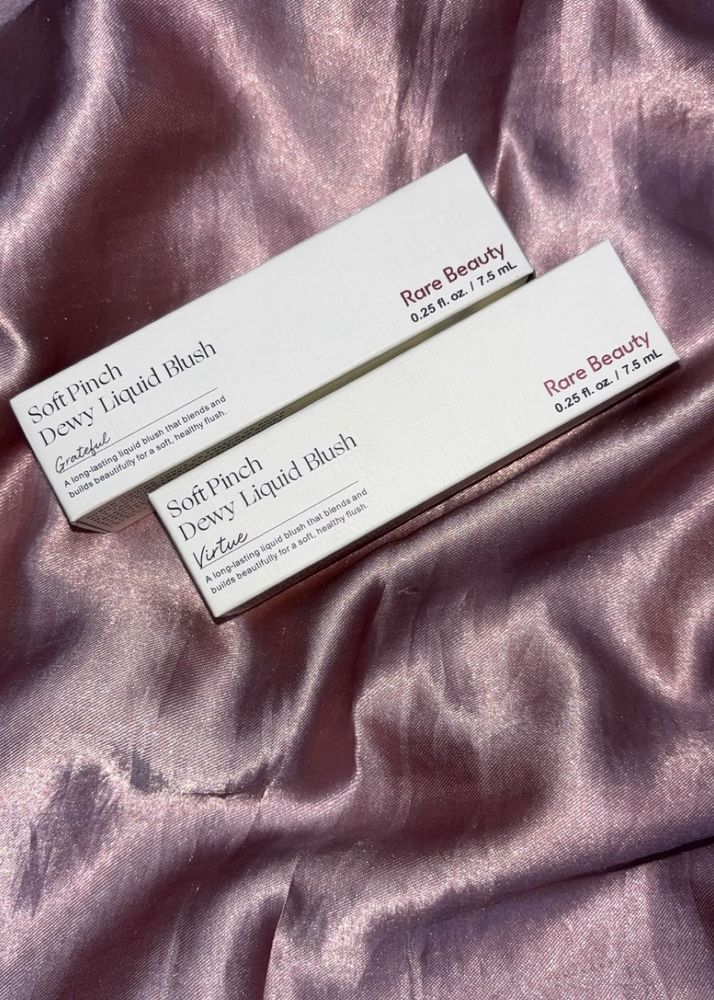 Soft Pinch
Dewy Liquid Blush
Grateful
A long-lasting liquid blush that blends and
builds beautifully for a soft, healthy flush.
Rare Beauty
0.25 fl. oz. / 7.5 mL
Soft Pinch
Dewy Liquid Blush
Virtue
A long-lasting liquid blush that blends and
builds beautifully for a soft, healthy flush.
Rare Beauty
0.25 fl. oz. / 7.5 mL